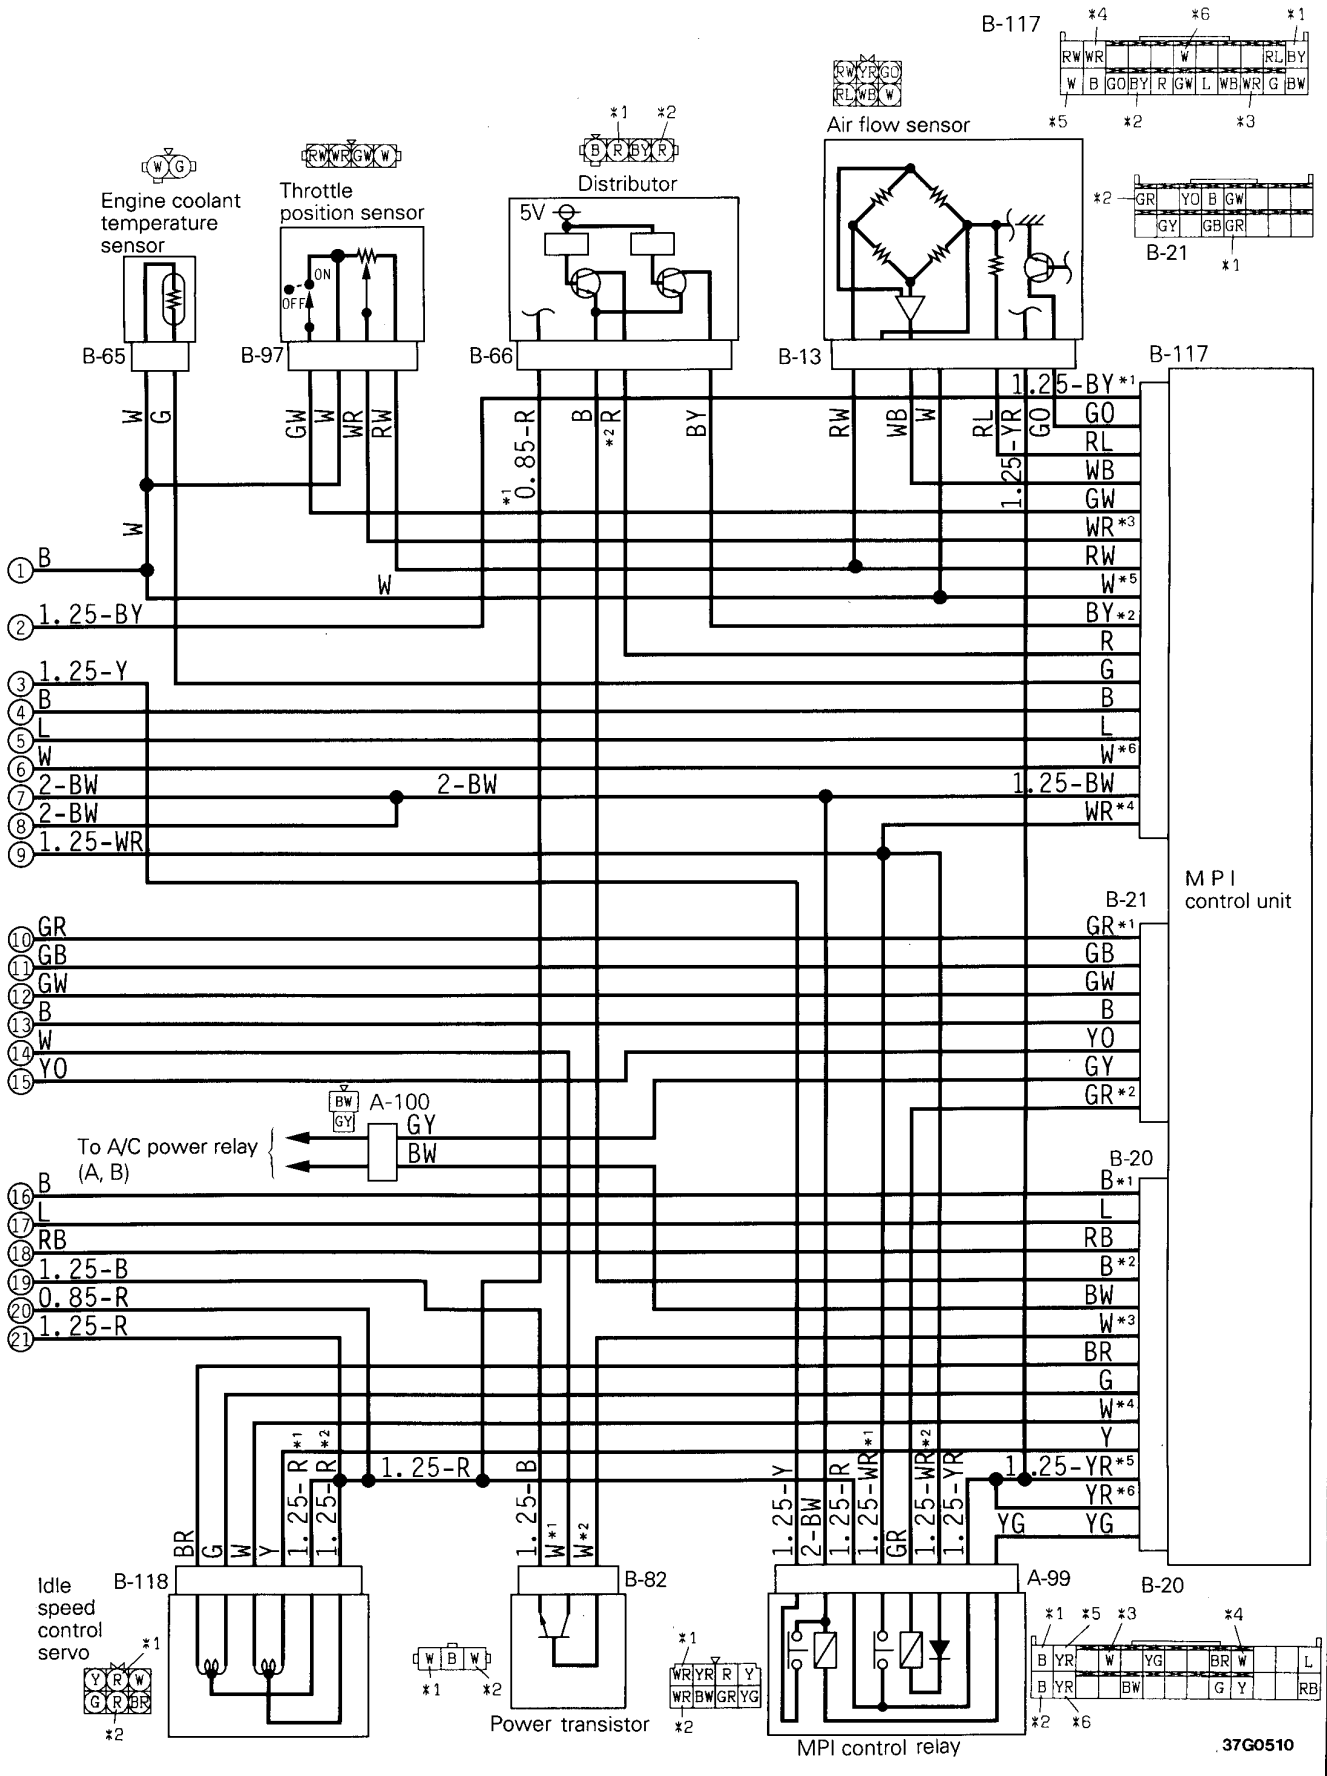 B-117
*4 *6 *1
RW WR W RL BY
W B GO BY R GW L WB WR G BW
*5 *2 *3
RW YR GO
RL WB W
Air flow sensor
*1 *2
B R BY R
Distributor
RW WR GW W
Throttle
position sensor
W G
Engine coolant
temperature
sensor
*2 GR YO B GW
GY GB GR
B-21 *1
5V
ON
OFF
B-65
B-97
B-66
B-13
B-117
W
G
GW
W
WR
RW
*1 0.85-R
B
*2 R
BY
RW
WB
W
RL
1.25-YR
GO
1.25-BY*1
GO
RL
WB
GW
WR*3
RW
W*5
BY*2
R
G
B
L
W*6
1.25-BW
WR*4
W
W
1 B
2 1.25-BY
3 1.25-Y
4 B
5 L
6 W
7 2-BW
2-BW
8 2-BW
9 1.25-WR
MPI
control unit
B-21
10 GR GR*1
11 GB GB
12 GW GW
13 B B
14 W YO
15 YO GY
GR*2
BW
GY
A-100
GY
BW
To A/C power relay
(A, B)
B-20
16 B B*1
17 L L
18 RB RB
19 1.25-B B*2
20 0.85-R BW
21 1.25-R W*3
BR
G
W*4
Y
1.25-YR*5
YR*6
YG YG
1.25-R
BR
G
W
Y
1.25-R*1
1.25-R*2
1.25-B
W*1
W*2
1.25-Y
2-BW
1.25-R
1.25-WR*1
GR
1.25-WR*2
1.25-YR
B-118
B-82
A-99
B-20
Idle
speed
control
servo
*1
Y R W
G R BR
*2
W B W
*1 *2
Power transistor
*1
WR YR R Y
WR BW GR YG
*2
MPI control relay
*1 *5 *3 *4
B YR W YG BR W L
B YR BW G Y RB
*2 *6
37G0510